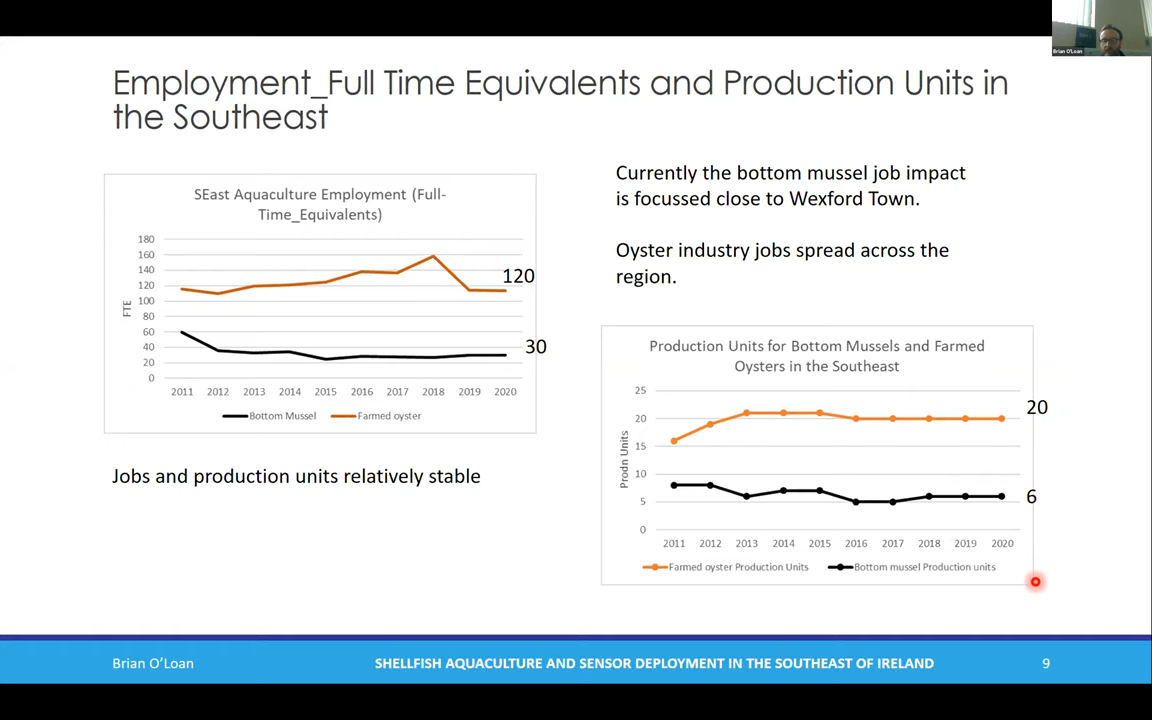 Brian O'Loan
Employment_Full Time Equivalents and Production Units in
the Southeast
SEast Aquaculture Employment (Full-
Time_Equivalents)
FTE
180
160
140
120
100
80
60
40
20
0
2011 2012 2013 2014 2015 2016 2017 2018 2019 2020
120
30
Bottom Mussel Farmed oyster
Jobs and production units relatively stable
Currently the bottom mussel job impact
is focussed close to Wexford Town.
Oyster industry jobs spread across the
region.
Production Units for Bottom Mussels and Farmed
Oysters in the Southeast
Prodn Units
25
20
15
10
5
0
2011 2012 2013 2014 2015 2016 2017 2018 2019 2020
20
6
Farmed oyster Production Units Bottom mussel Production units
Brian O'Loan SHELLFISH AQUACULTURE AND SENSOR DEPLOYMENT IN THE SOUTHEAST OF IRELAND 9